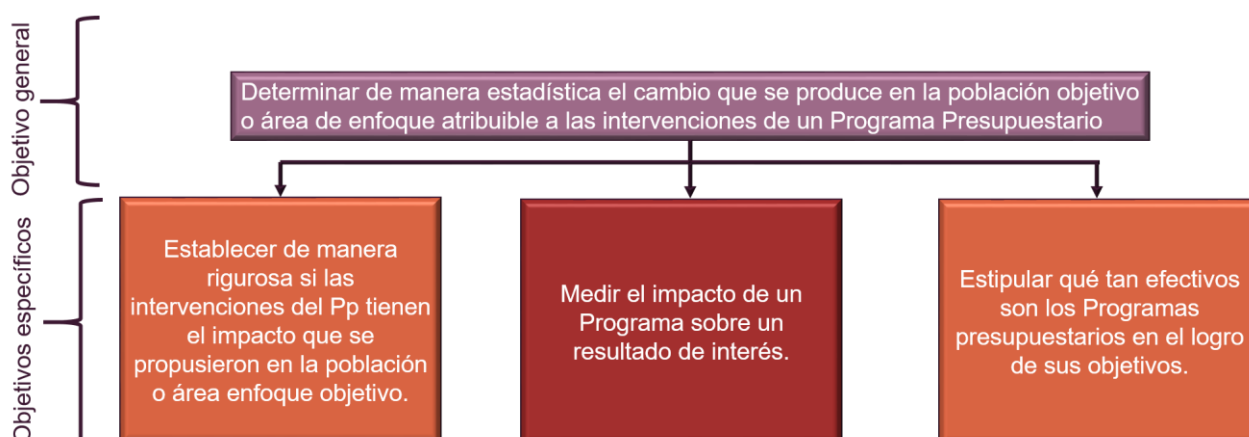 Objetivo general
Determinar de manera estadística el cambio que se produce en la población objetivo
o área de enfoque atribuible a las intervenciones de un Programa Presupuestario
Objetivos específicos
Establecer de manera
rigurosa si las
intervenciones del Pp tienen
el impacto que se
propusieron en la población
o área enfoque objetivo.
Medir el impacto de un
Programa sobre un
resultado de interés.
Estipular qué tan efectivos
son los Programas
presupuestarios en el logro
de sus objetivos.